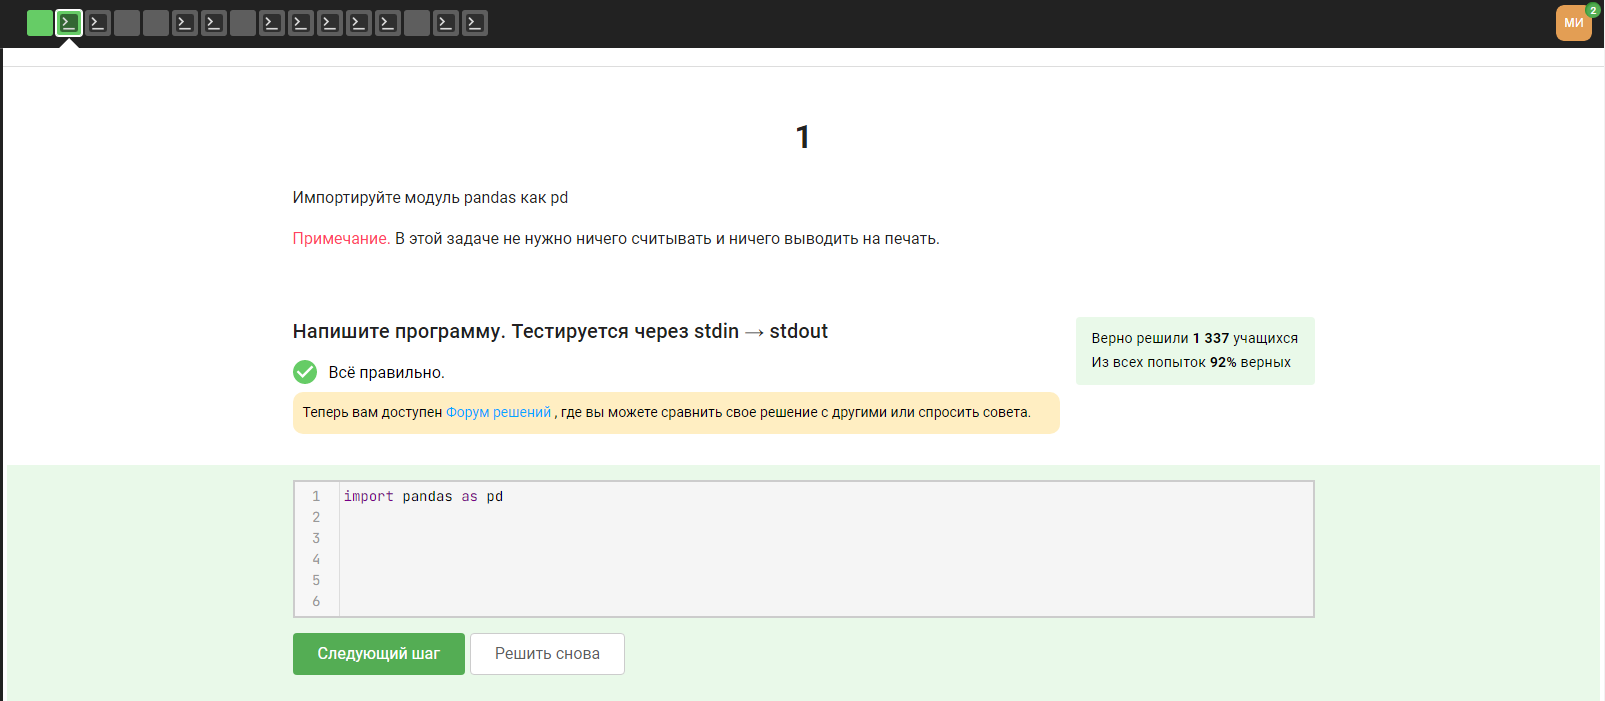 МИ
2
1
Импортируйте модуль pandas как pd
Примечание. В этой задаче не нужно ничего считывать и ничего выводить на печать.
Напишите программу. Тестируется через stdin → stdout
Верно решили 1 337 учащихся
Из всех попыток 92% верных
Всё правильно.
Теперь вам доступен Форум решений , где вы можете сравнить свое решение с другими или спросить совета.
1 import pandas as pd
2
3
4
5
6
Следующий шаг
Решить снова